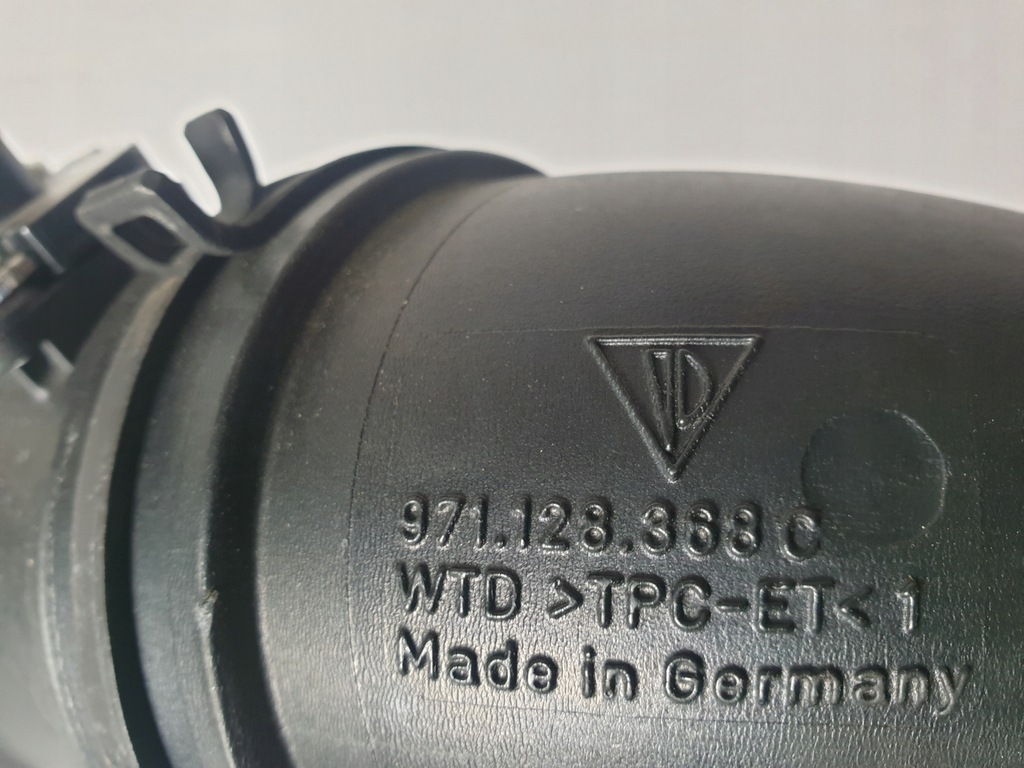 971.128.368 C
WTD >TPC-ET< 1
Made in Germany